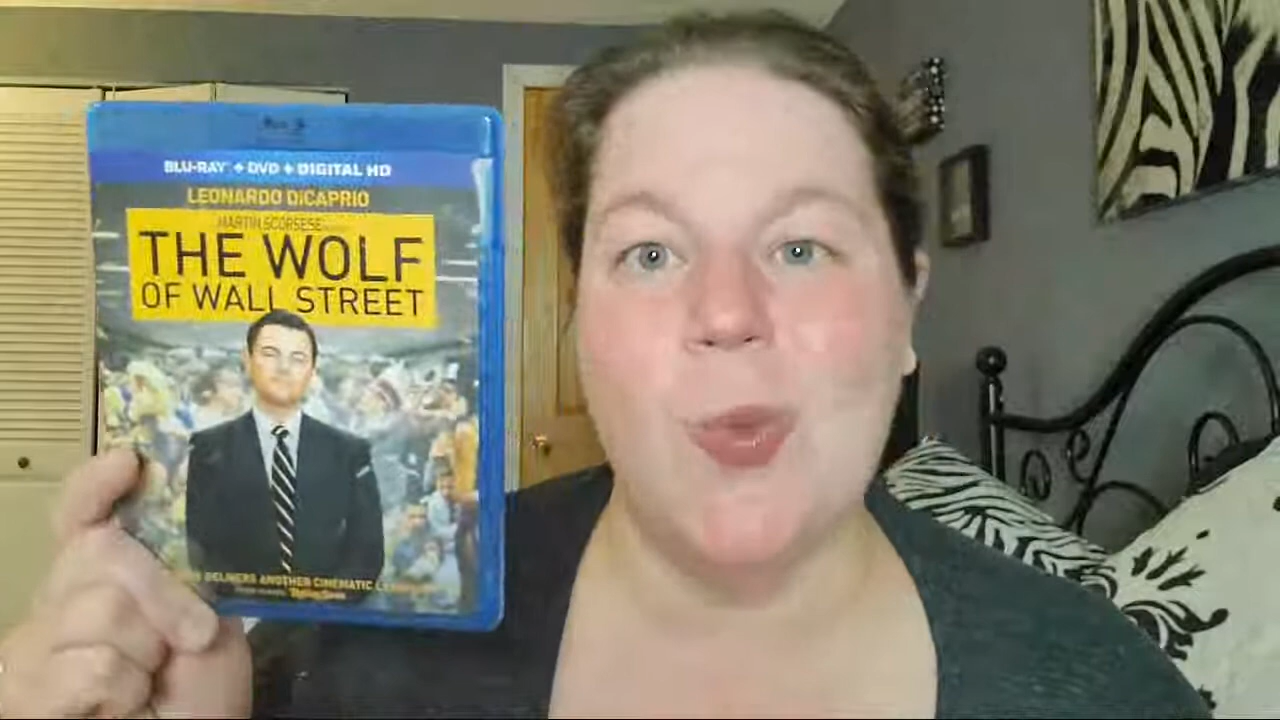 BLU-RAY + DVD + DIGITAL HD
LEONARDO DiCAPRIO
MARTIN SCORSESE
THE WOLF
OF WALL STREET
DELIVERS ANOTHER CINEMATIC